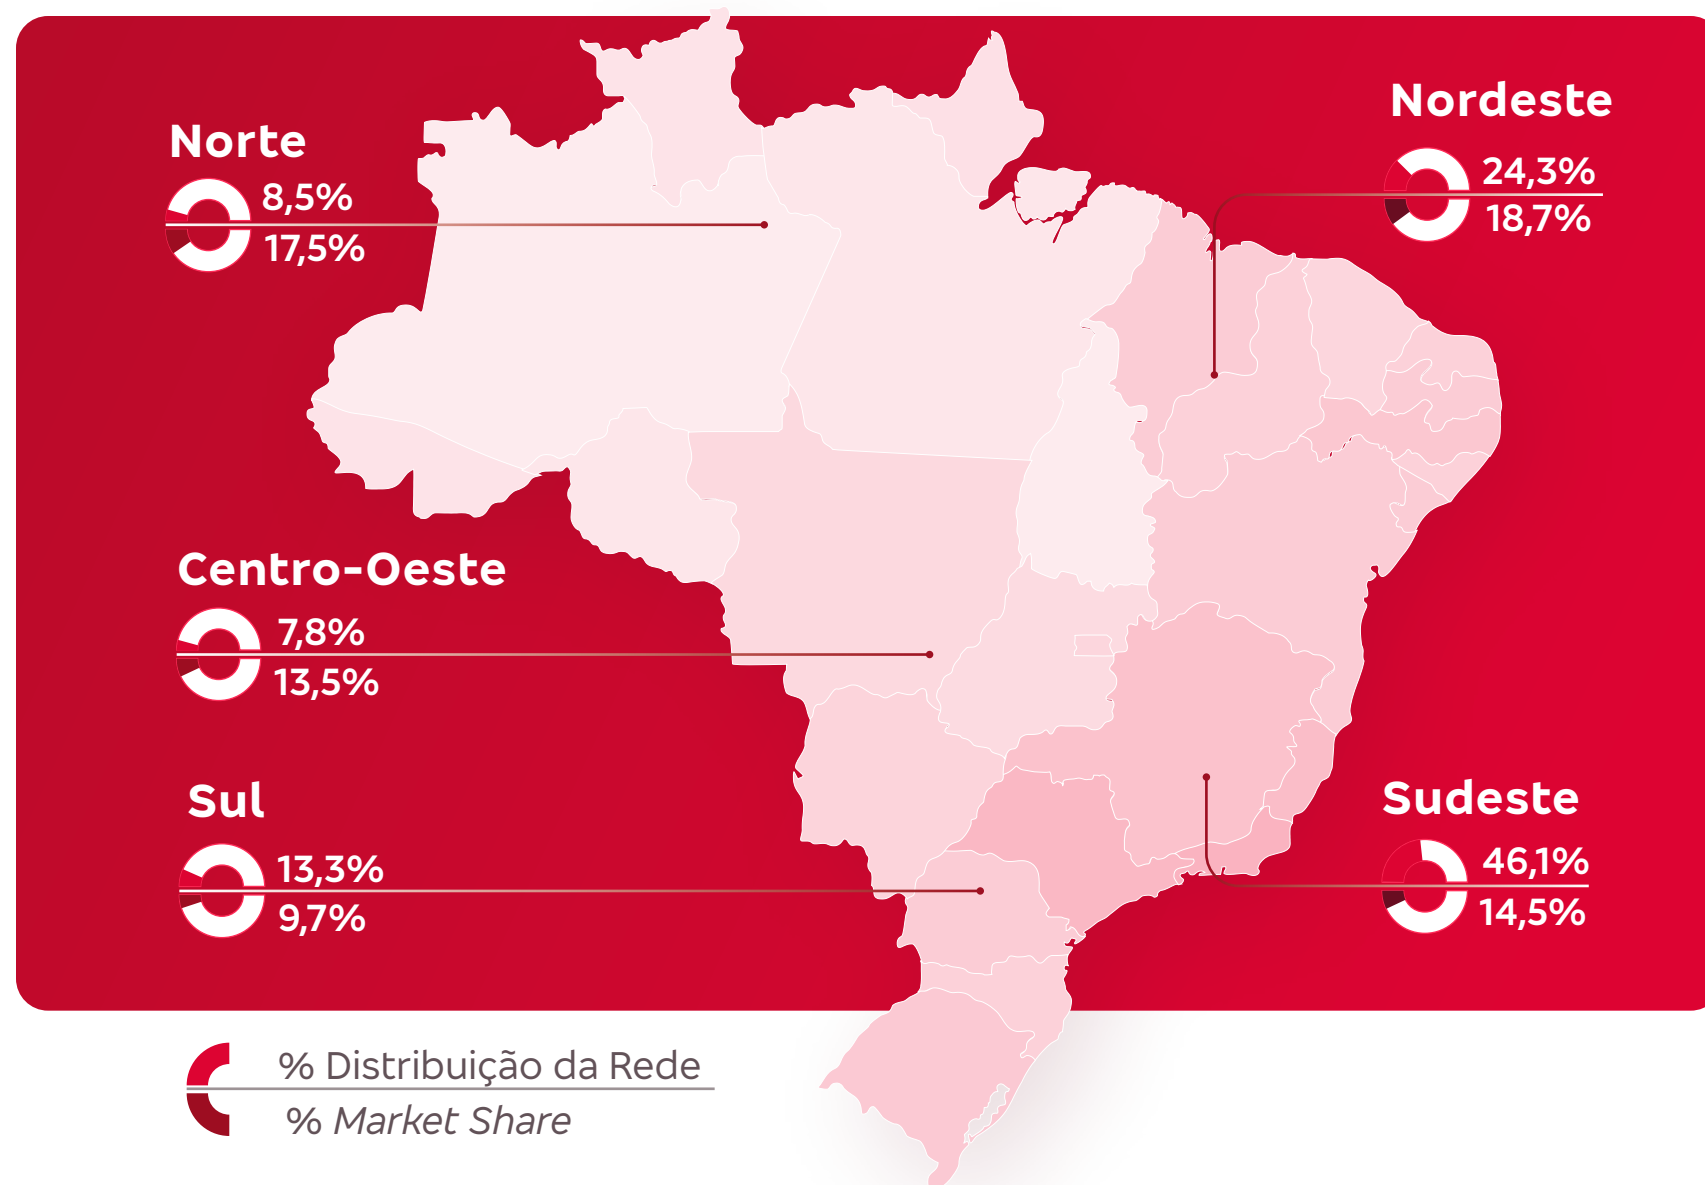 Norte
8,5%
17,5%
Nordeste
24,3%
18,7%
Centro-Oeste
7,8%
13,5%
Sul
13,3%
9,7%
Sudeste
46,1%
14,5%
% Distribuição da Rede
% Market Share